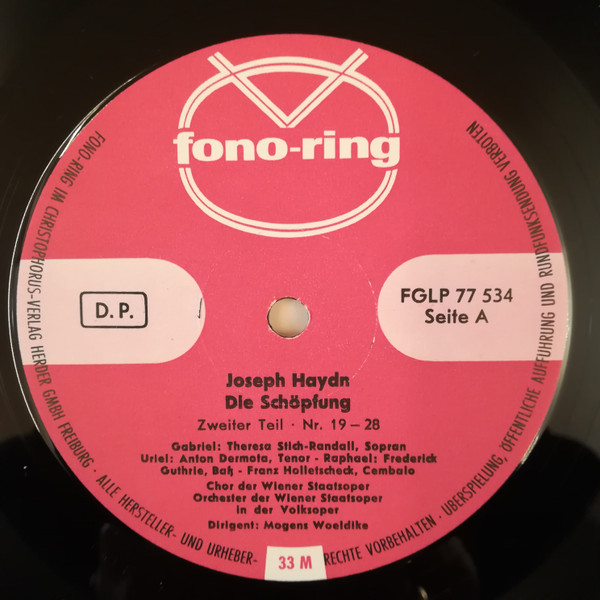 fono-ring
D. P.
FGLP 77 534
Seite A
Joseph Haydn
Die Schöpfung
Zweiter Teil · Nr. 19 – 28
Gabriel: Theresa Stich-Randall, Sopran
Uriel: Anton Dermota, Tenor - Raphael: Frederick
Guthrie, Baß - Franz Holletscheck, Cembalo
Chor der Wiener Staatsoper
Orchester der Wiener Staatsoper
in der Volksoper
Dirigent: Mogens Woeldike
33 M
FONO-RING IM CHRISTOPHORUS-VERLAG HERDER GMBH FREIBURG · ALLE HERSTELLER- UND URHEBER-RECHTE VORBEHALTEN · ÜBERSPIELUNG, ÖFFENTLICHE AUFFÜHRUNG UND RUNDFUNKSENDUNG VERBOTEN